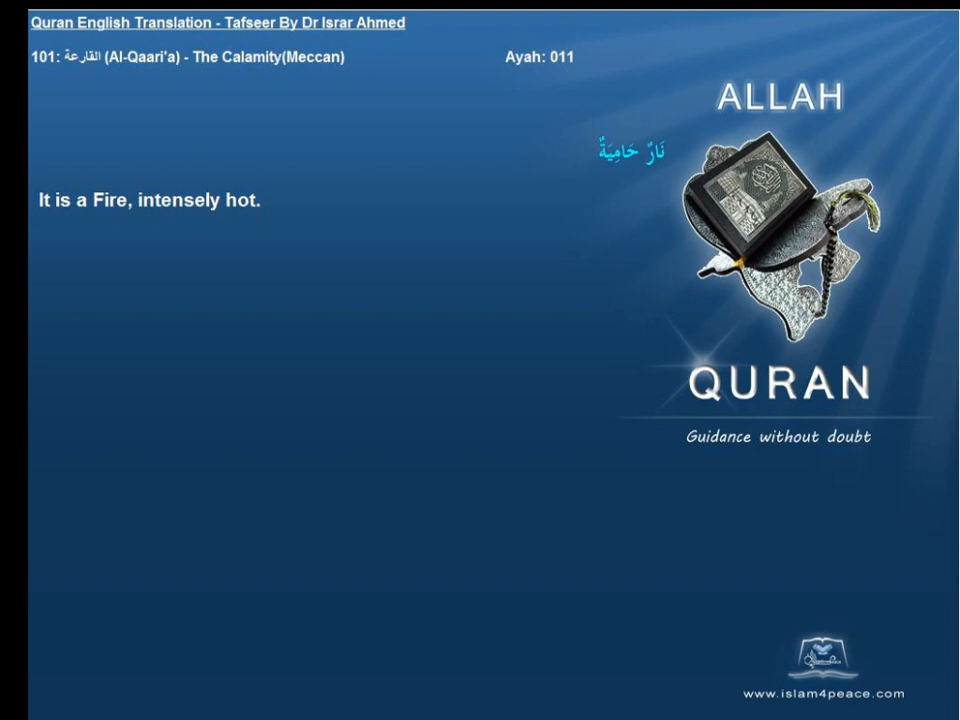 Quran English Translation - Tafseer By Dr Israr Ahmed
101: القارعة (Al-Qaari'a) - The Calamity(Meccan) Ayah: 011
ALLAH
نَارٌ حَامِيَةٌ
It is a Fire, intensely hot.
QURAN
Guidance without doubt
www.islam4peace.com